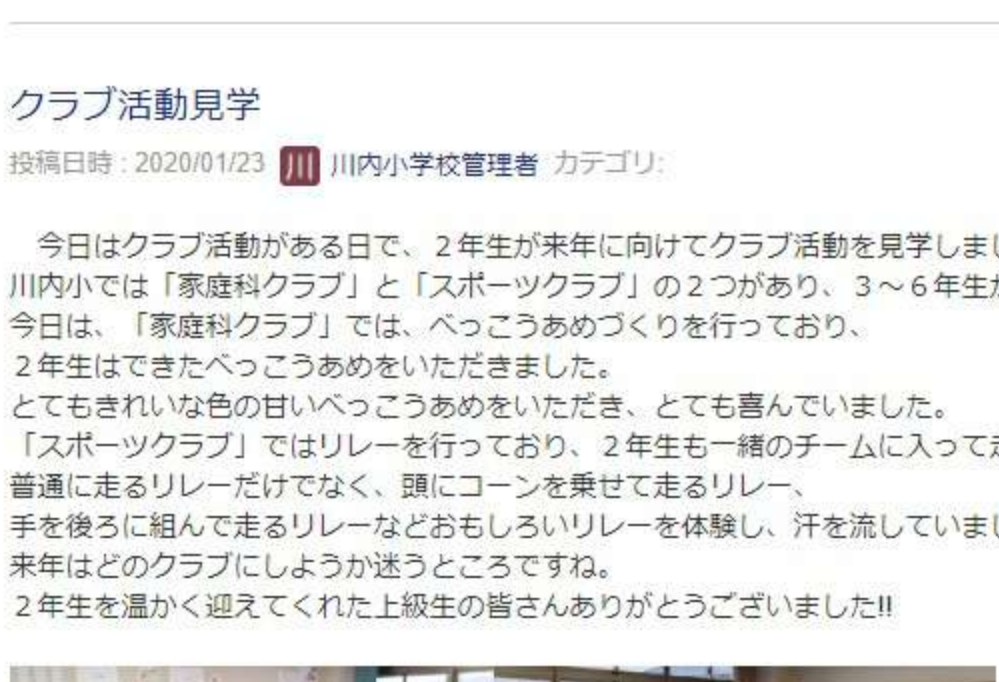 クラブ活動見学
投稿日時 : 2020/01/23 川 川内小学校管理者 カテゴリ:
今日はクラブ活動がある日で、２年生が来年に向けてクラブ活動を見学しまし
川内小では「家庭科クラブ」と「スポーツクラブ」の２つがあり、３～６年生が
今日は、「家庭科クラブ」では、べっこうあめづくりを行っており、
２年生はできたべっこうあめをいただきました。
とてもきれいな色の甘いべっこうあめをいただき、とても喜んでいました。
「スポーツクラブ」ではリレーを行っており、２年生も一緒のチームに入って走
普通に走るリレーだけでなく、頭にコーンを乗せて走るリレー、
手を後ろに組んで走るリレーなどおもしろいリレーを体験し、汗を流していまし
来年はどのクラブにしようか迷うところですね。
２年生を温かく迎えてくれた上級生の皆さんありがとうございました!!